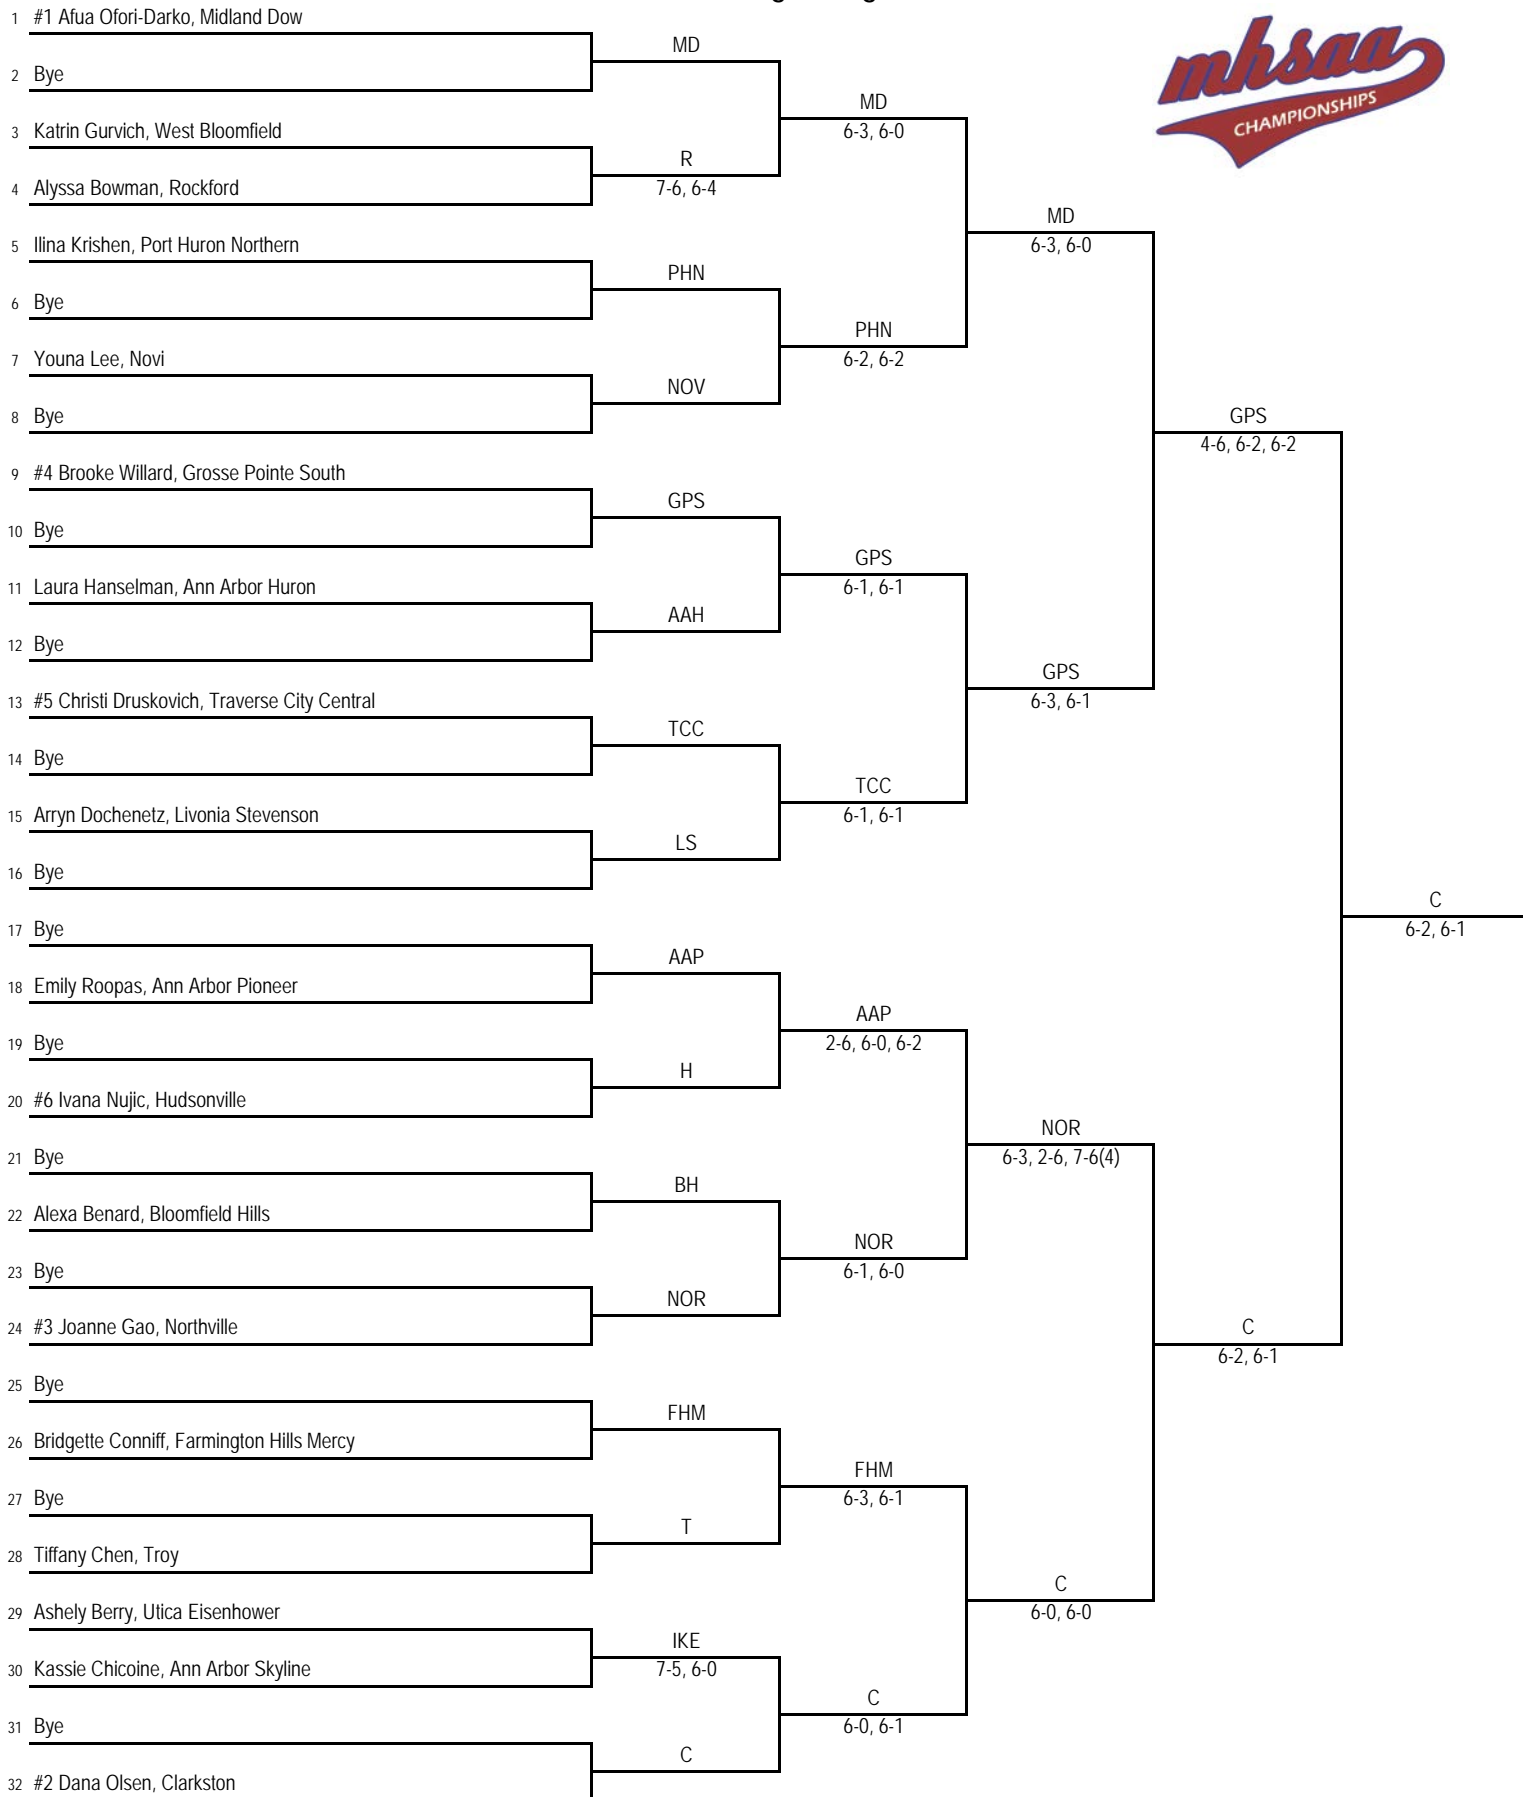 1 #1 Afua Ofori-Darko, Midland Dow
2 Bye
3 Katrin Gurvich, West Bloomfield
4 Alyssa Bowman, Rockford
5 Ilina Krishen, Port Huron Northern
6 Bye
7 Youna Lee, Novi
8 Bye
9 #4 Brooke Willard, Grosse Pointe South
10 Bye
11 Laura Hanselman, Ann Arbor Huron
12 Bye
13 #5 Christi Druskovich, Traverse City Central
14 Bye
15 Arryn Dochenetz, Livonia Stevenson
16 Bye
17 Bye
18 Emily Roopas, Ann Arbor Pioneer
19 Bye
20 #6 Ivana Nujic, Hudsonville
21 Bye
22 Alexa Benard, Bloomfield Hills
23 Bye
24 #3 Joanne Gao, Northville
25 Bye
26 Bridgette Conniff, Farmington Hills Mercy
27 Bye
28 Tiffany Chen, Troy
29 Ashely Berry, Utica Eisenhower
30 Kassie Chicoine, Ann Arbor Skyline
31 Bye
32 #2 Dana Olsen, Clarkston
MD
R
7-6, 6-4
PHN
NOV
GPS
AAH
TCC
LS
AAP
H
BH
NOR
FHM
T
IKE
7-5, 6-0
C
MD
6-3, 6-0
PHN
6-2, 6-2
GPS
6-1, 6-1
TCC
6-1, 6-1
AAP
2-6, 6-0, 6-2
NOR
6-1, 6-0
FHM
6-3, 6-1
C
6-0, 6-1
MD
6-3, 6-0
GPS
6-3, 6-1
NOR
6-3, 2-6, 7-6(4)
C
6-0, 6-0
GPS
4-6, 6-2, 6-2
C
6-2, 6-1
C
6-2, 6-1
mhsaa
CHAMPIONSHIPS